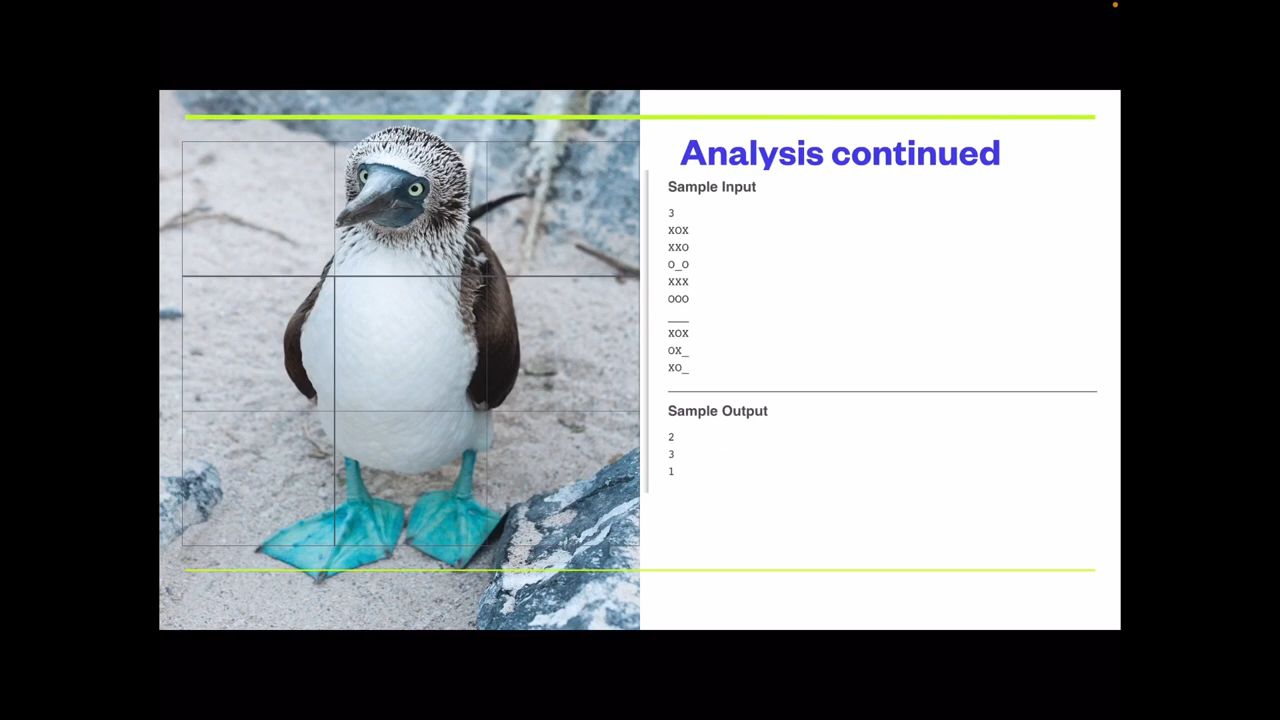 Analysis continued
Sample Input
3
xox
xxo
o_o
xxx
ooo
___
xox
ox_
xo_
Sample Output
2
3
1